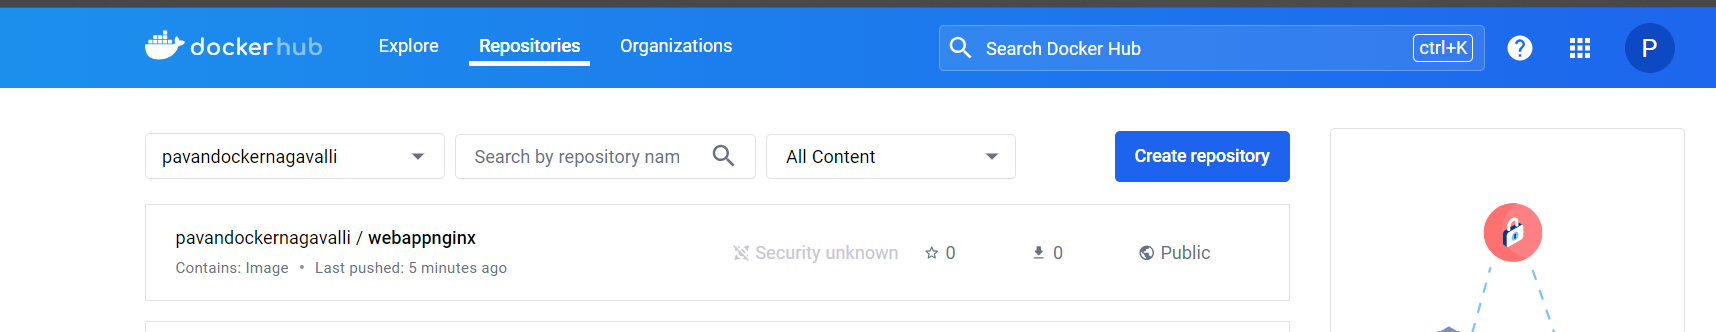 dockerhub Explore Repositories Organizations Search Docker Hub ctrl+K ? P
pavandockernagavalli Search by repository nam All Content Create repository
pavandockernagavalli / webappnginx
Security unknown 0 0 Public
Contains: Image • Last pushed: 5 minutes ago